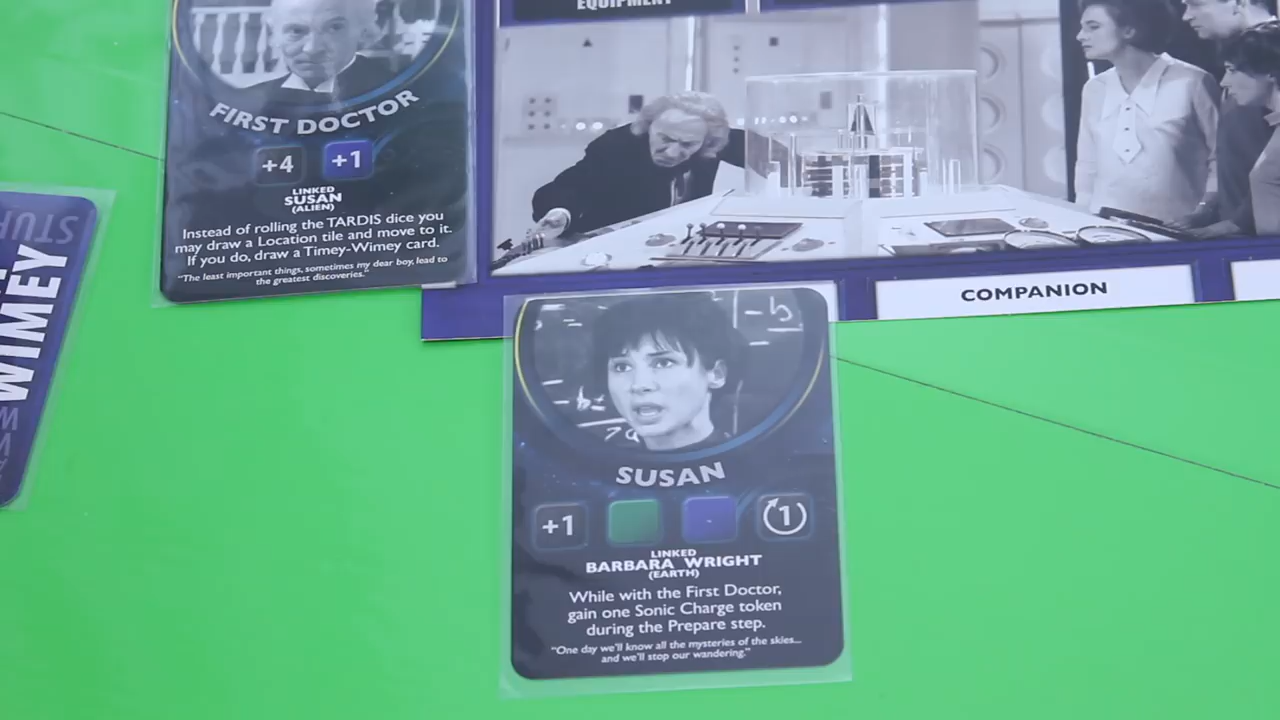 EQUIPMENT
FIRST DOCTOR
+4 +1
LINKED
SUSAN
(ALIEN)
Instead of rolling the TARDIS dice you
may draw a Location tile and move to it.
If you do, draw a Timey-Wimey card.
"The least important things, sometimes my dear boy, lead to
the greatest discoveries."
WIMEY
COMPANION
-b
SUSAN
+1 1
LINKED
BARBARA WRIGHT
(EARTH)
While with the First Doctor,
gain one Sonic Charge token
during the Prepare step.
"One day we'll know all the mysteries of the skies...
and we'll stop our wandering."